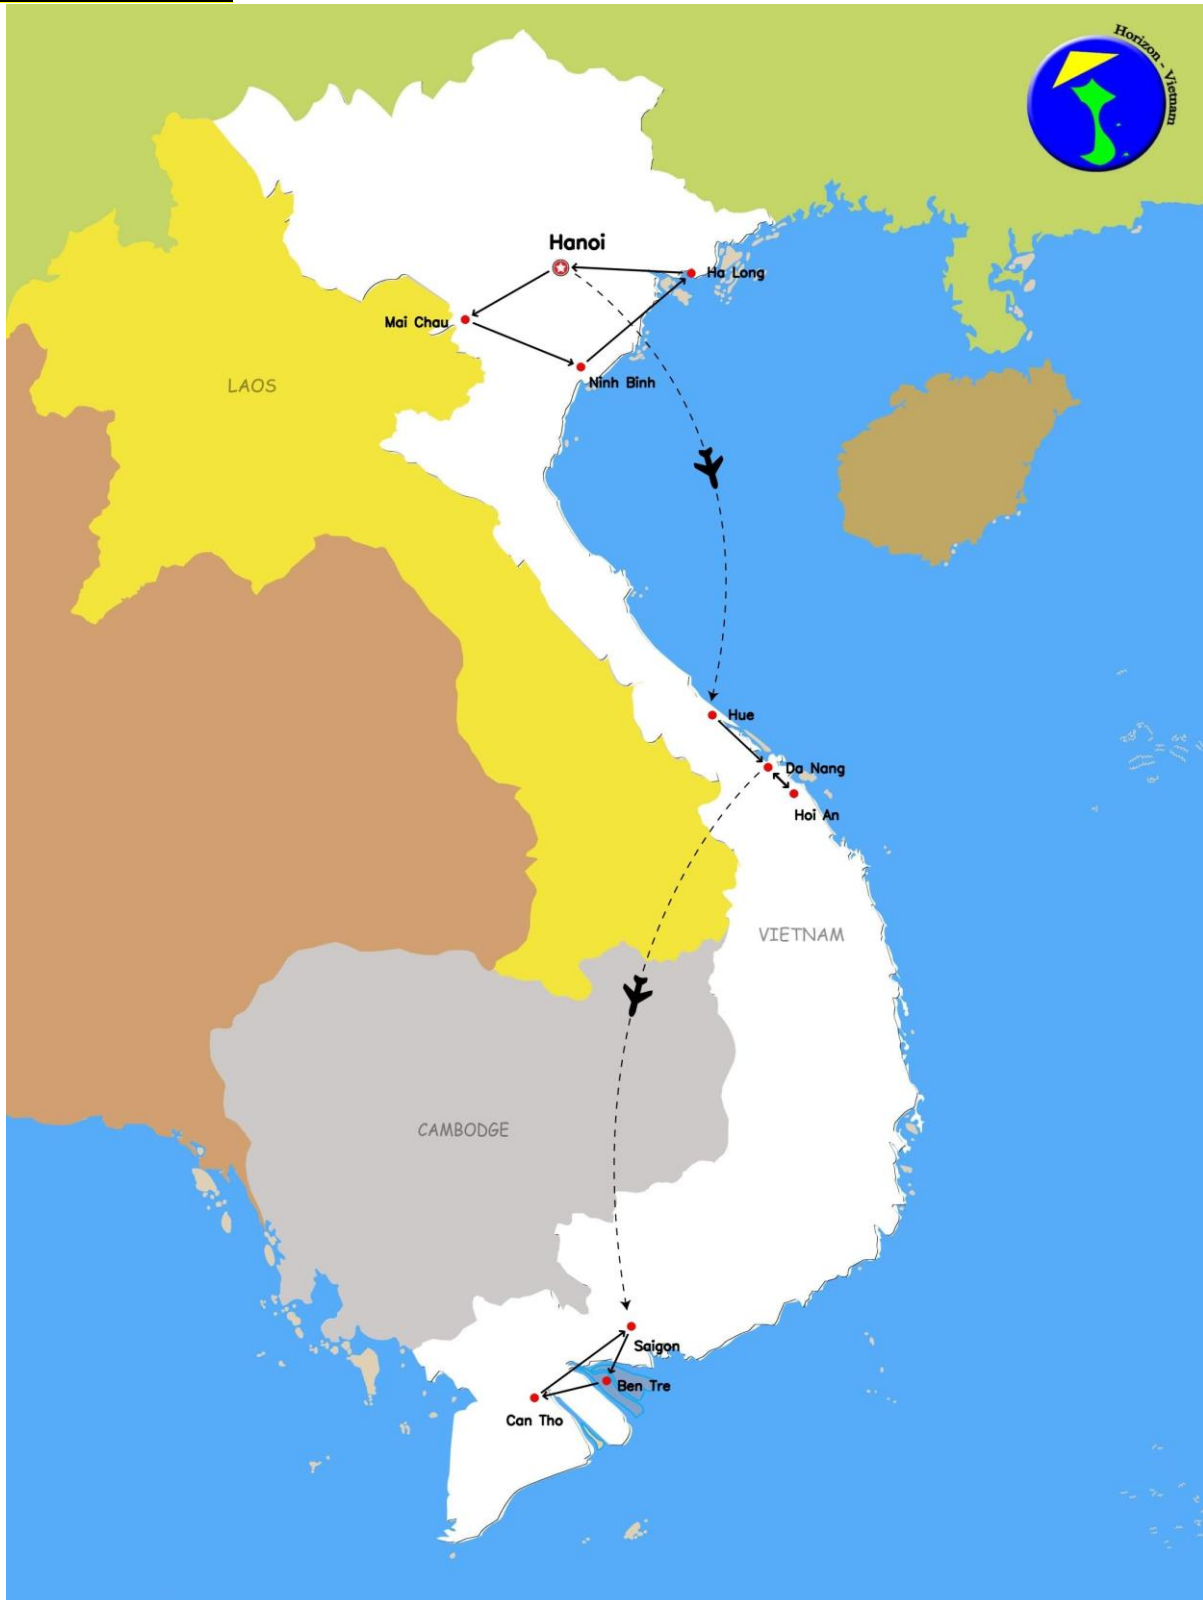 Horizon - Vietnam
Hanoi
Ha Long
Mai Chau
Ninh Binh
LAOS
Hue
Da Nang
Hoi An
VIETNAM
CAMBODGE
Saigon
Ben Tre
Can Tho